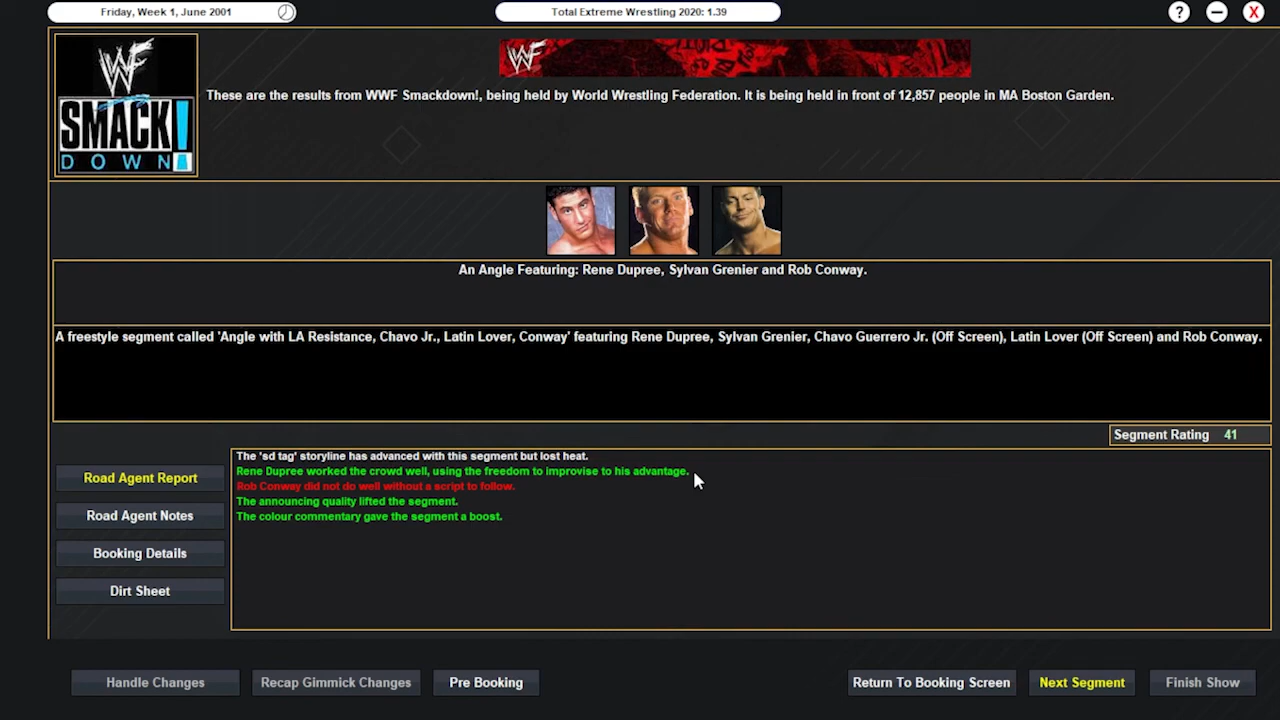 Friday, Week 1, June 2001
Total Extreme Wrestling 2020: 1.39
?
X
WF
SMACK!
DOWN
WF
These are the results from WWF Smackdown!, being held by World Wrestling Federation. It is being held in front of 12,857 people in MA Boston Garden.
An Angle Featuring: Rene Dupree, Sylvan Grenier and Rob Conway.
A freestyle segment called 'Angle with LA Resistance, Chavo Jr., Latin Lover, Conway' featuring Rene Dupree, Sylvan Grenier, Chavo Guerrero Jr. (Off Screen), Latin Lover (Off Screen) and Rob Conway.
Segment Rating 41
Road Agent Report
Road Agent Notes
Booking Details
Dirt Sheet
The 'sd tag' storyline has advanced with this segment but lost heat.
Rene Dupree worked the crowd well, using the freedom to improvise to his advantage.
Rob Conway did not do well without a script to follow.
The announcing quality lifted the segment.
The colour commentary gave the segment a boost.
Handle Changes
Recap Gimmick Changes
Pre Booking
Return To Booking Screen
Next Segment
Finish Show